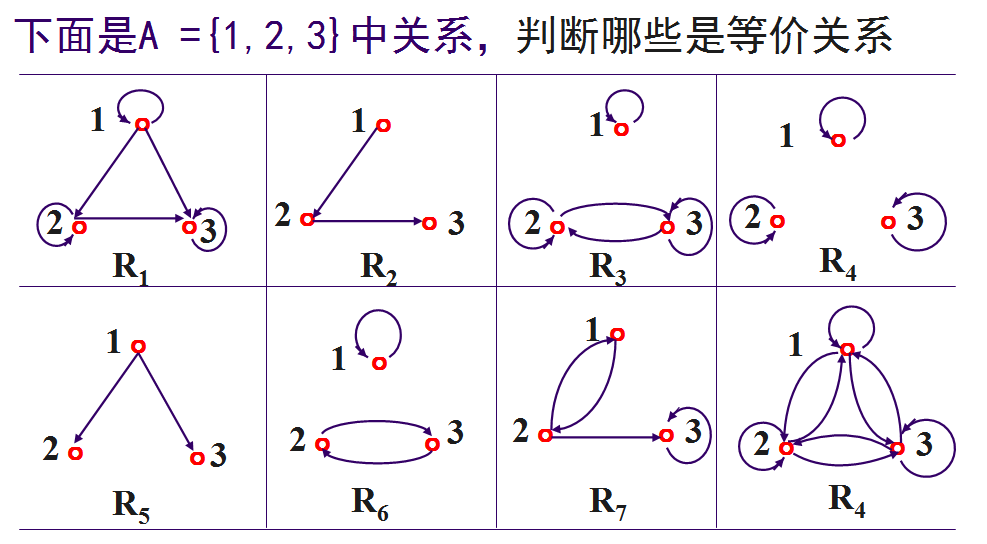 下面是A ={1,2,3}中关系，判断哪些是等价关系
1 2 3 R₁
1 2 3 R₂
1 2 3 R₃
1 2 3 R₄
1 2 3 R₅
1 2 3 R₆
1 2 3 R₇
1 2 3 R₄